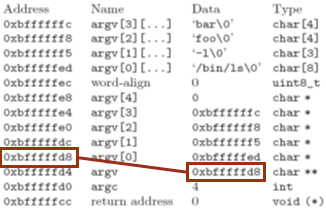 Address Name Data Type
0xbffffffc argv[3][...] 'bar\0' char[4]
0xbffffff8 argv[2][...] 'foo\0' char[4]
0xbffffff5 argv[1][...] '-l\0' char[3]
0xbfffffed argv[0][...] '/bin/ls\0' char[8]
0xbfffffec word-align 0 uint8_t
0xbfffffe8 argv[4] 0 char *
0xbfffffe4 argv[3] 0xbffffffc char *
0xbfffffe0 argv[2] 0xbffffff8 char *
0xbfffffdc argv[1] 0xbffffff5 char *
0xbfffffd8 argv[0] 0xbfffffed char *
0xbfffffd4 argv 0xbfffffd8 char **
0xbfffffd0 argc 4 int
0xbfffffcc return address 0 void (*)